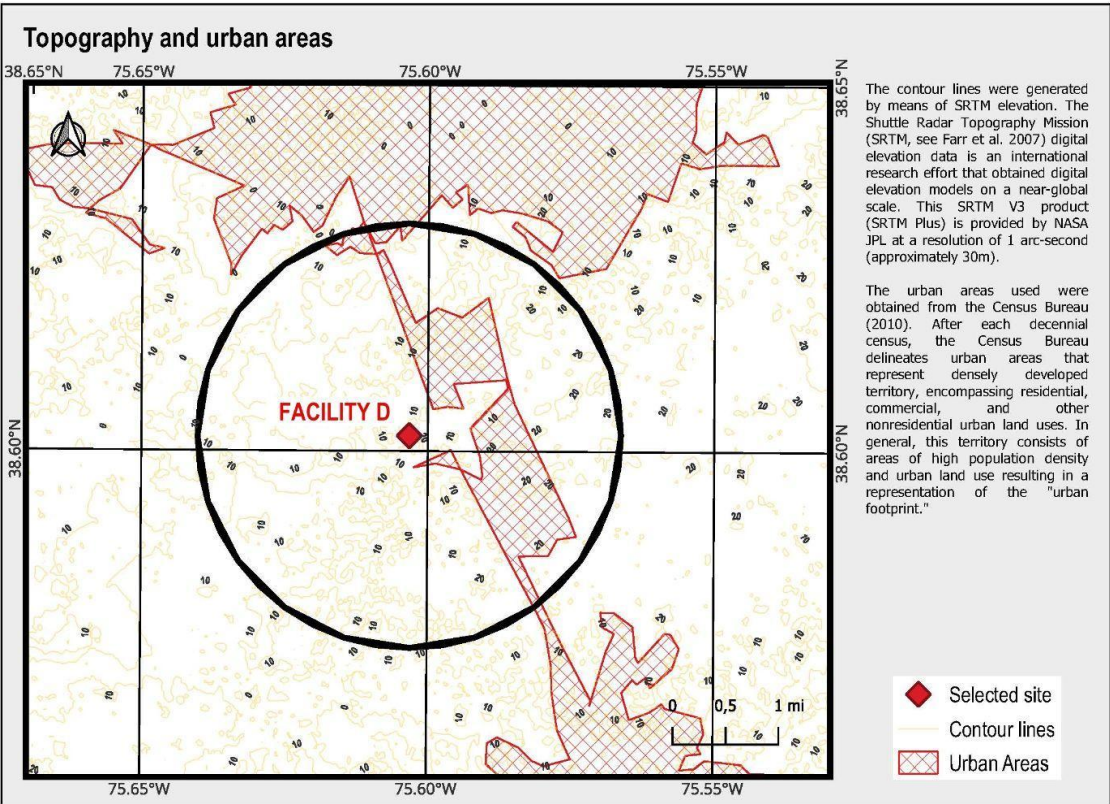 Topography and urban areas
38.65°N 75.65°W 75.60°W 75.55°W
38.65°N
The contour lines were generated
by means of SRTM elevation. The
Shuttle Radar Topography Mission
(SRTM, see Farr et al. 2007) digital
elevation data is an international
research effort that obtained digital
elevation models on a near-global
scale. This SRTM V3 product
(SRTM Plus) is provided by NASA
JPL at a resolution of 1 arc-second
(approximately 30m).
The urban areas used were
obtained from the Census Bureau
(2010). After each decennial
census, the Census Bureau
delineates urban areas that
represent densely developed
territory, encompassing residential,
commercial, and other
nonresidential urban land uses. In
general, this territory consists of
areas of high population density
and urban land use resulting in a
representation of the "urban
footprint."
FACILITY D
38.60°N
38.60°N
0 0,5 1 mi
Selected site
Contour lines
Urban Areas
75.65°W 75.60°W 75.55°W